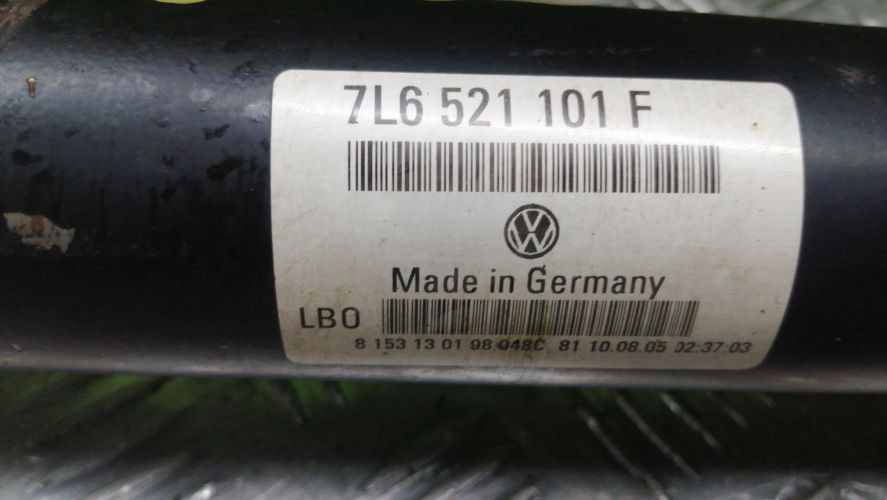 7L6 521 101 F
Made in Germany
LBO
8 153 13 01 98 048C 81 10.08.05 02:37:03